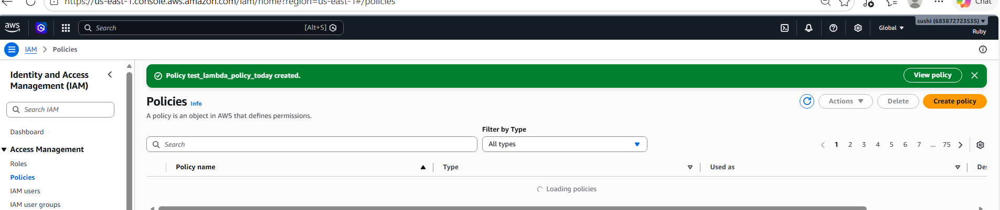 https://us-east-1.console.aws.amazon.com/iam/home?region=us-east-1#/policies
Chat
aws
Search
[Alt+S]
Global
sushi (683872723535)
Ruby
IAM
Policies
Identity and Access
Management (IAM)
Search IAM
Dashboard
Access Management
Roles
Policies
IAM users
IAM user groups
Policy test_lambda_policy_today created.
View policy
Policies Info
Actions
Delete
Create policy
A policy is an object in AWS that defines permissions.
Filter by Type
Search
All types
1 2 3 4 5 6 7 ... 75
Policy name
Type
Used as
Des
Loading policies